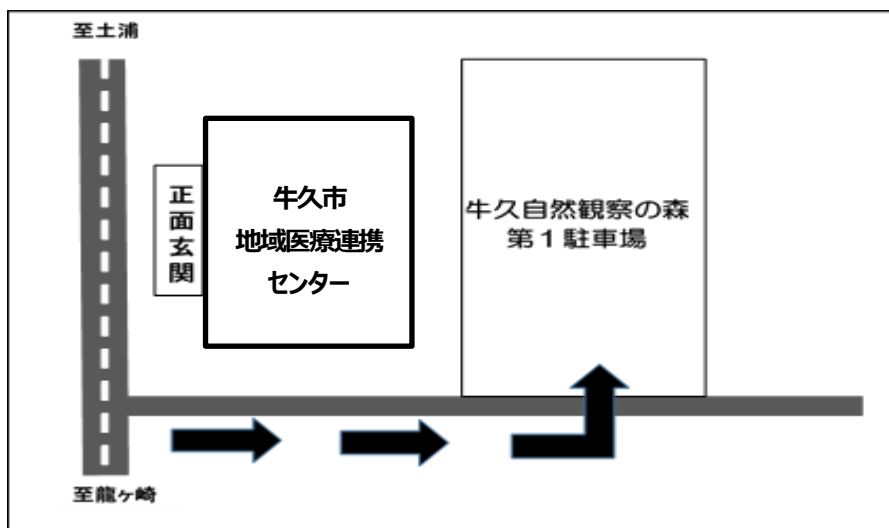 至土浦
正面玄関
牛久市
地域医療連携
センター
牛久自然観察の森
第１駐車場
至龍ヶ崎